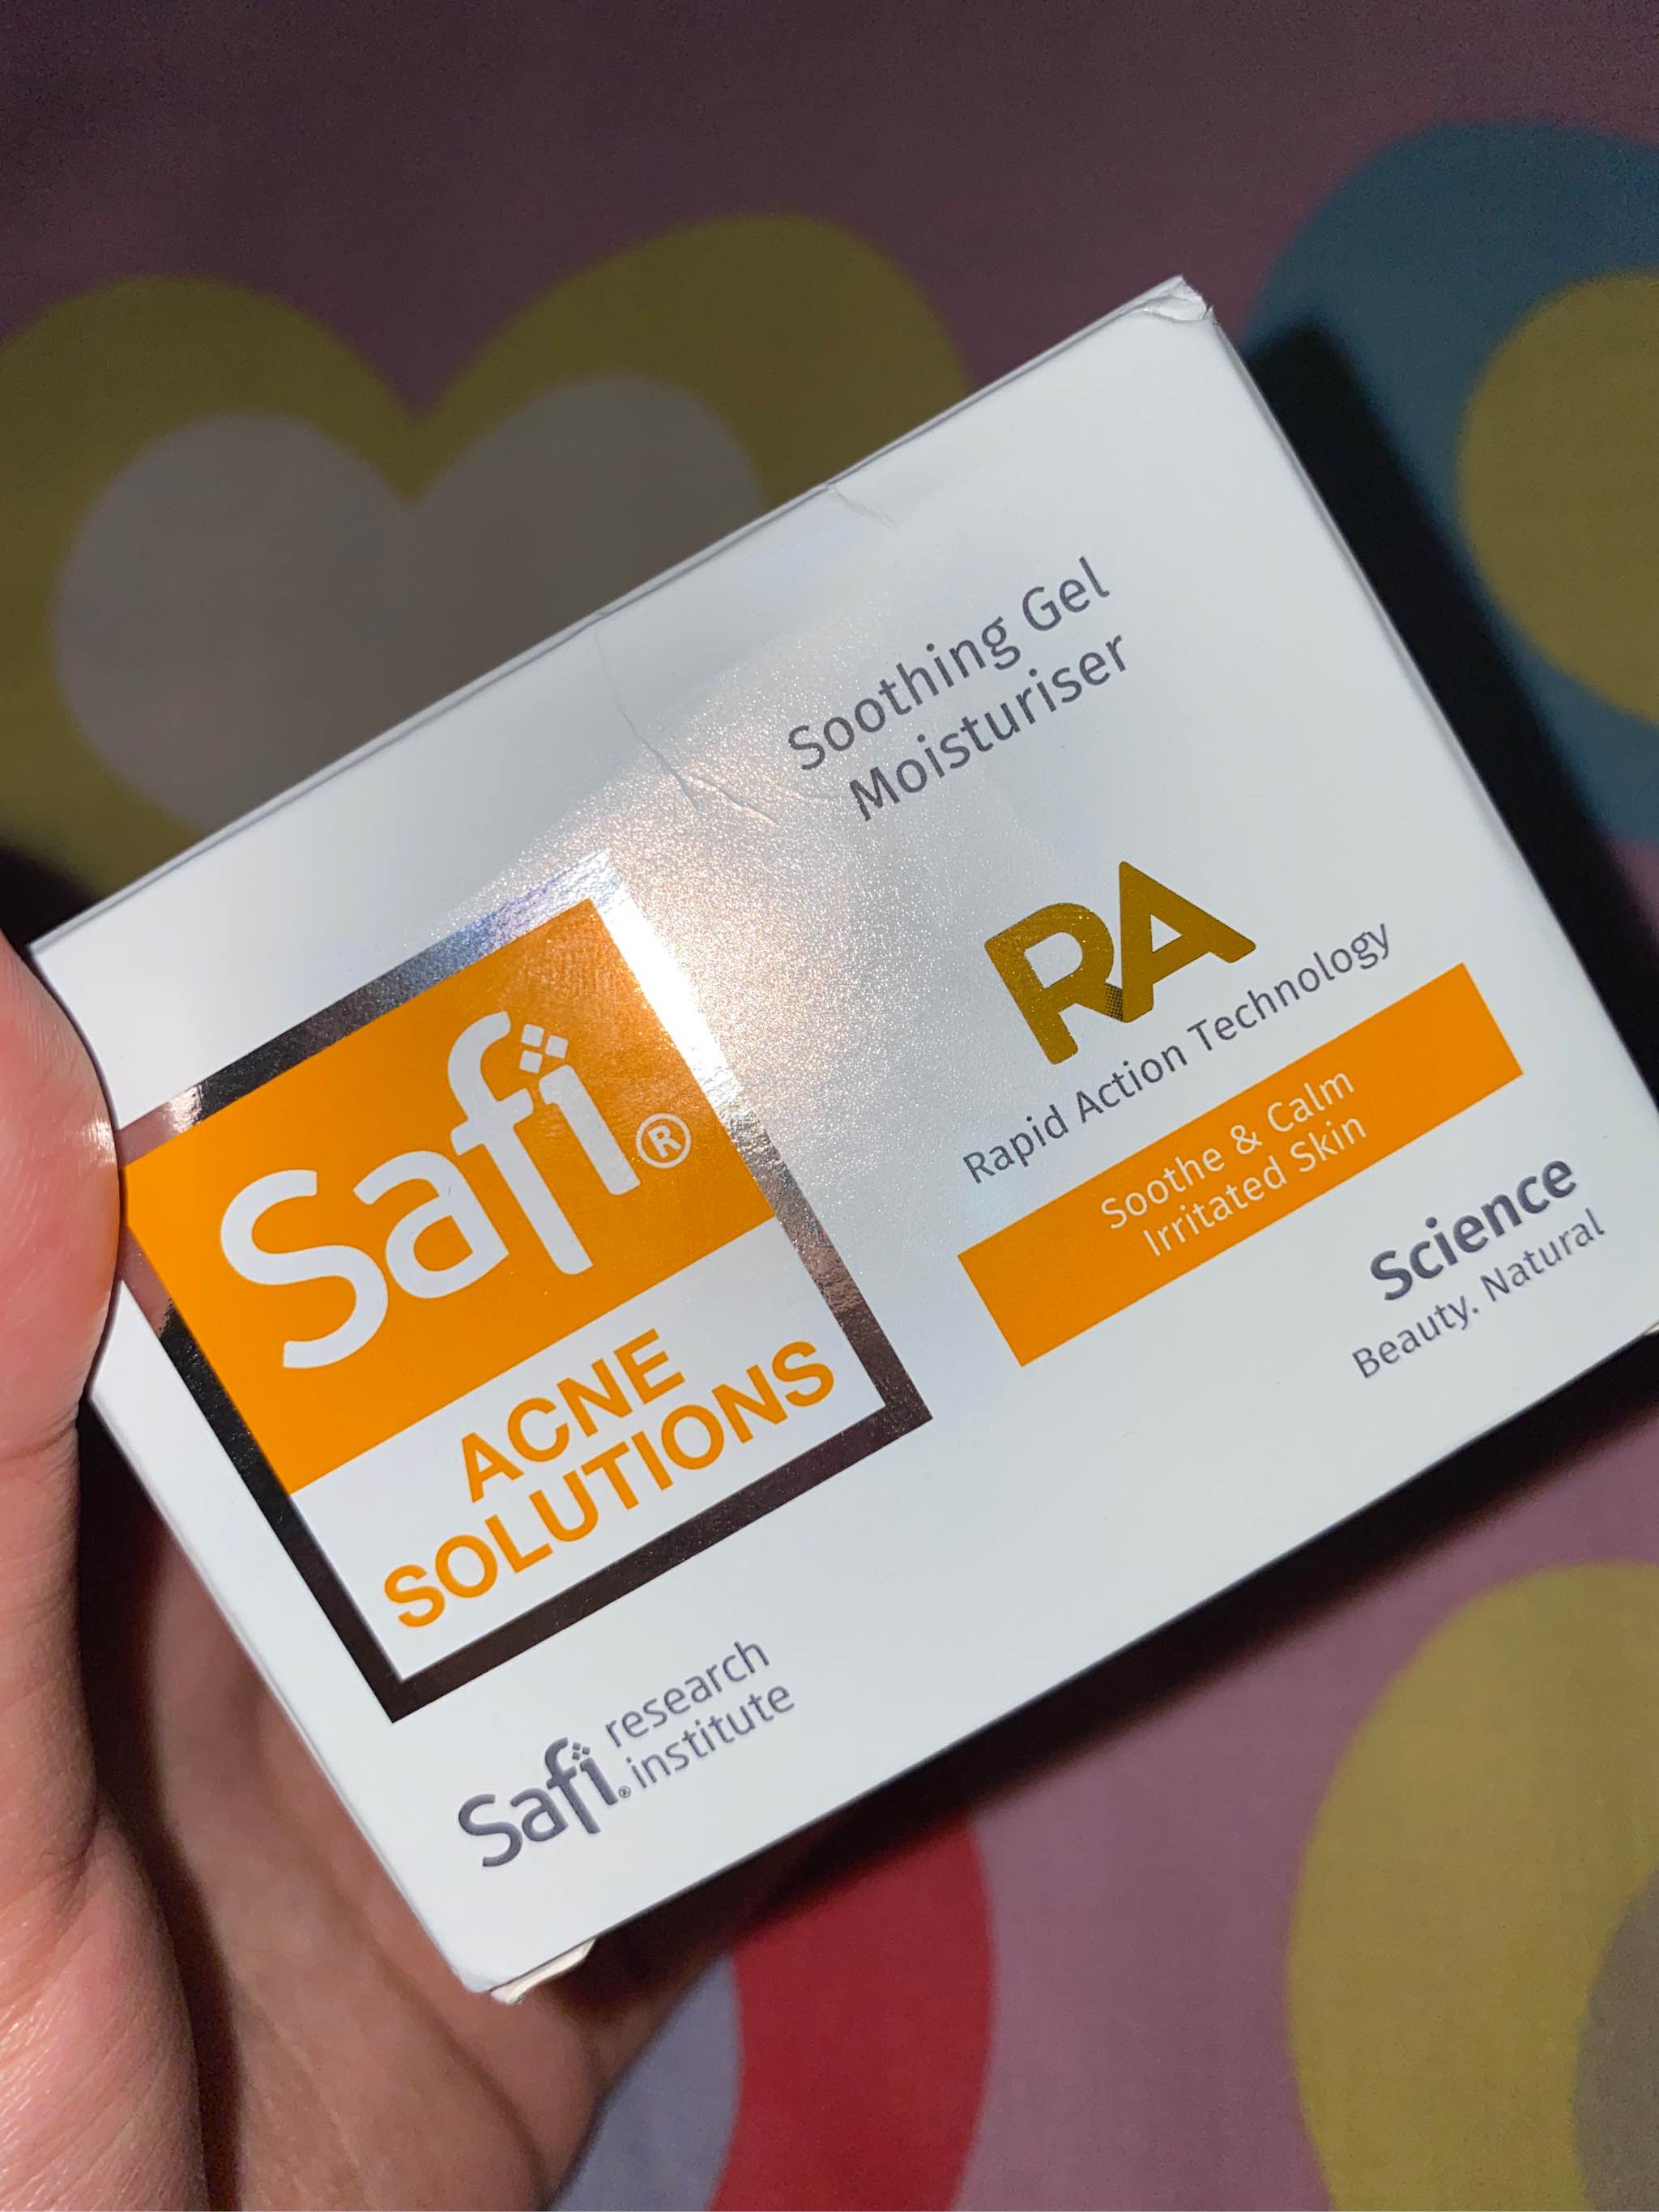 Soothing Gel
Moisturiser
RA
Rapid Action Technology
Soothe & Calm
Irritated Skin
Science
Beauty. Natural
Safi®
ACNE
SOLUTIONS
Safi® research
institute